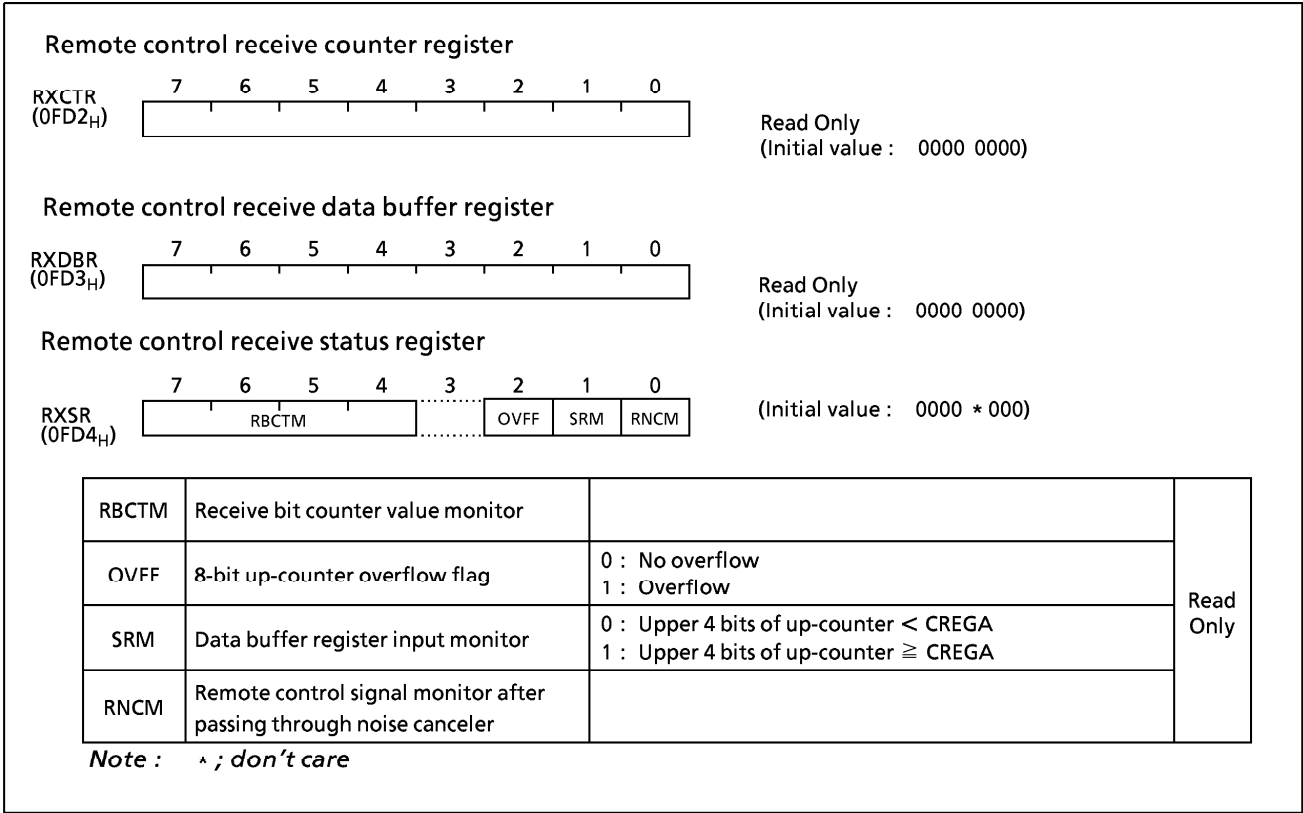 Remote control receive counter register
7 6 5 4 3 2 1 0
RXCTR
(0FD2H)
Read Only
(Initial value : 0000 0000)
Remote control receive data buffer register
7 6 5 4 3 2 1 0
RXDBR
(0FD3H)
Read Only
(Initial value : 0000 0000)
Remote control receive status register
7 6 5 4 3 2 1 0
RXSR
(0FD4H)
RBCTM OVFF SRM RNCM
(Initial value : 0000 * 000)
RBCTM Receive bit counter value monitor
OVFF 8-bit up-counter overflow flag
0 : No overflow
1 : Overflow
SRM Data buffer register input monitor
0 : Upper 4 bits of up-counter < CREGA
1 : Upper 4 bits of up-counter ≧ CREGA
RNCM Remote control signal monitor after
passing through noise canceler
Read
Only
Note : * ; don't care